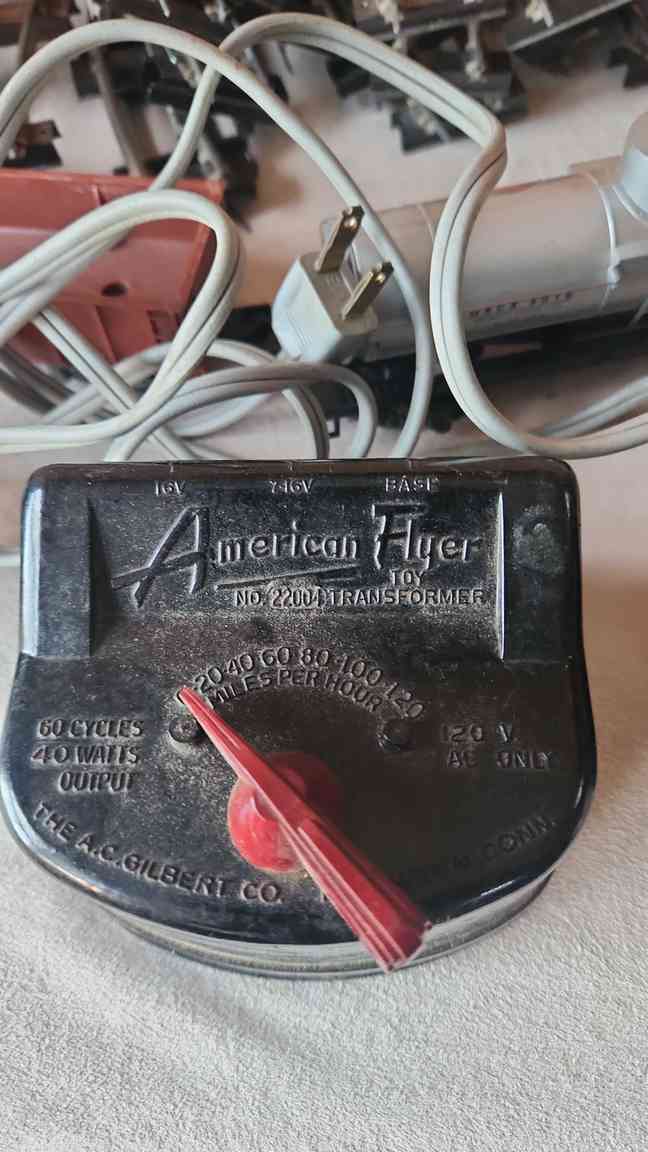 16V 7-16V BASE
American Flyer
TOY
NO. 22004 TRANSFORMER
0 20 40 60 80 100 120
MILES PER HOUR
60 CYCLES
40 WATTS
OUTPUT
120 V.
AC ONLY
THE A.C. GILBERT CO. CONN.